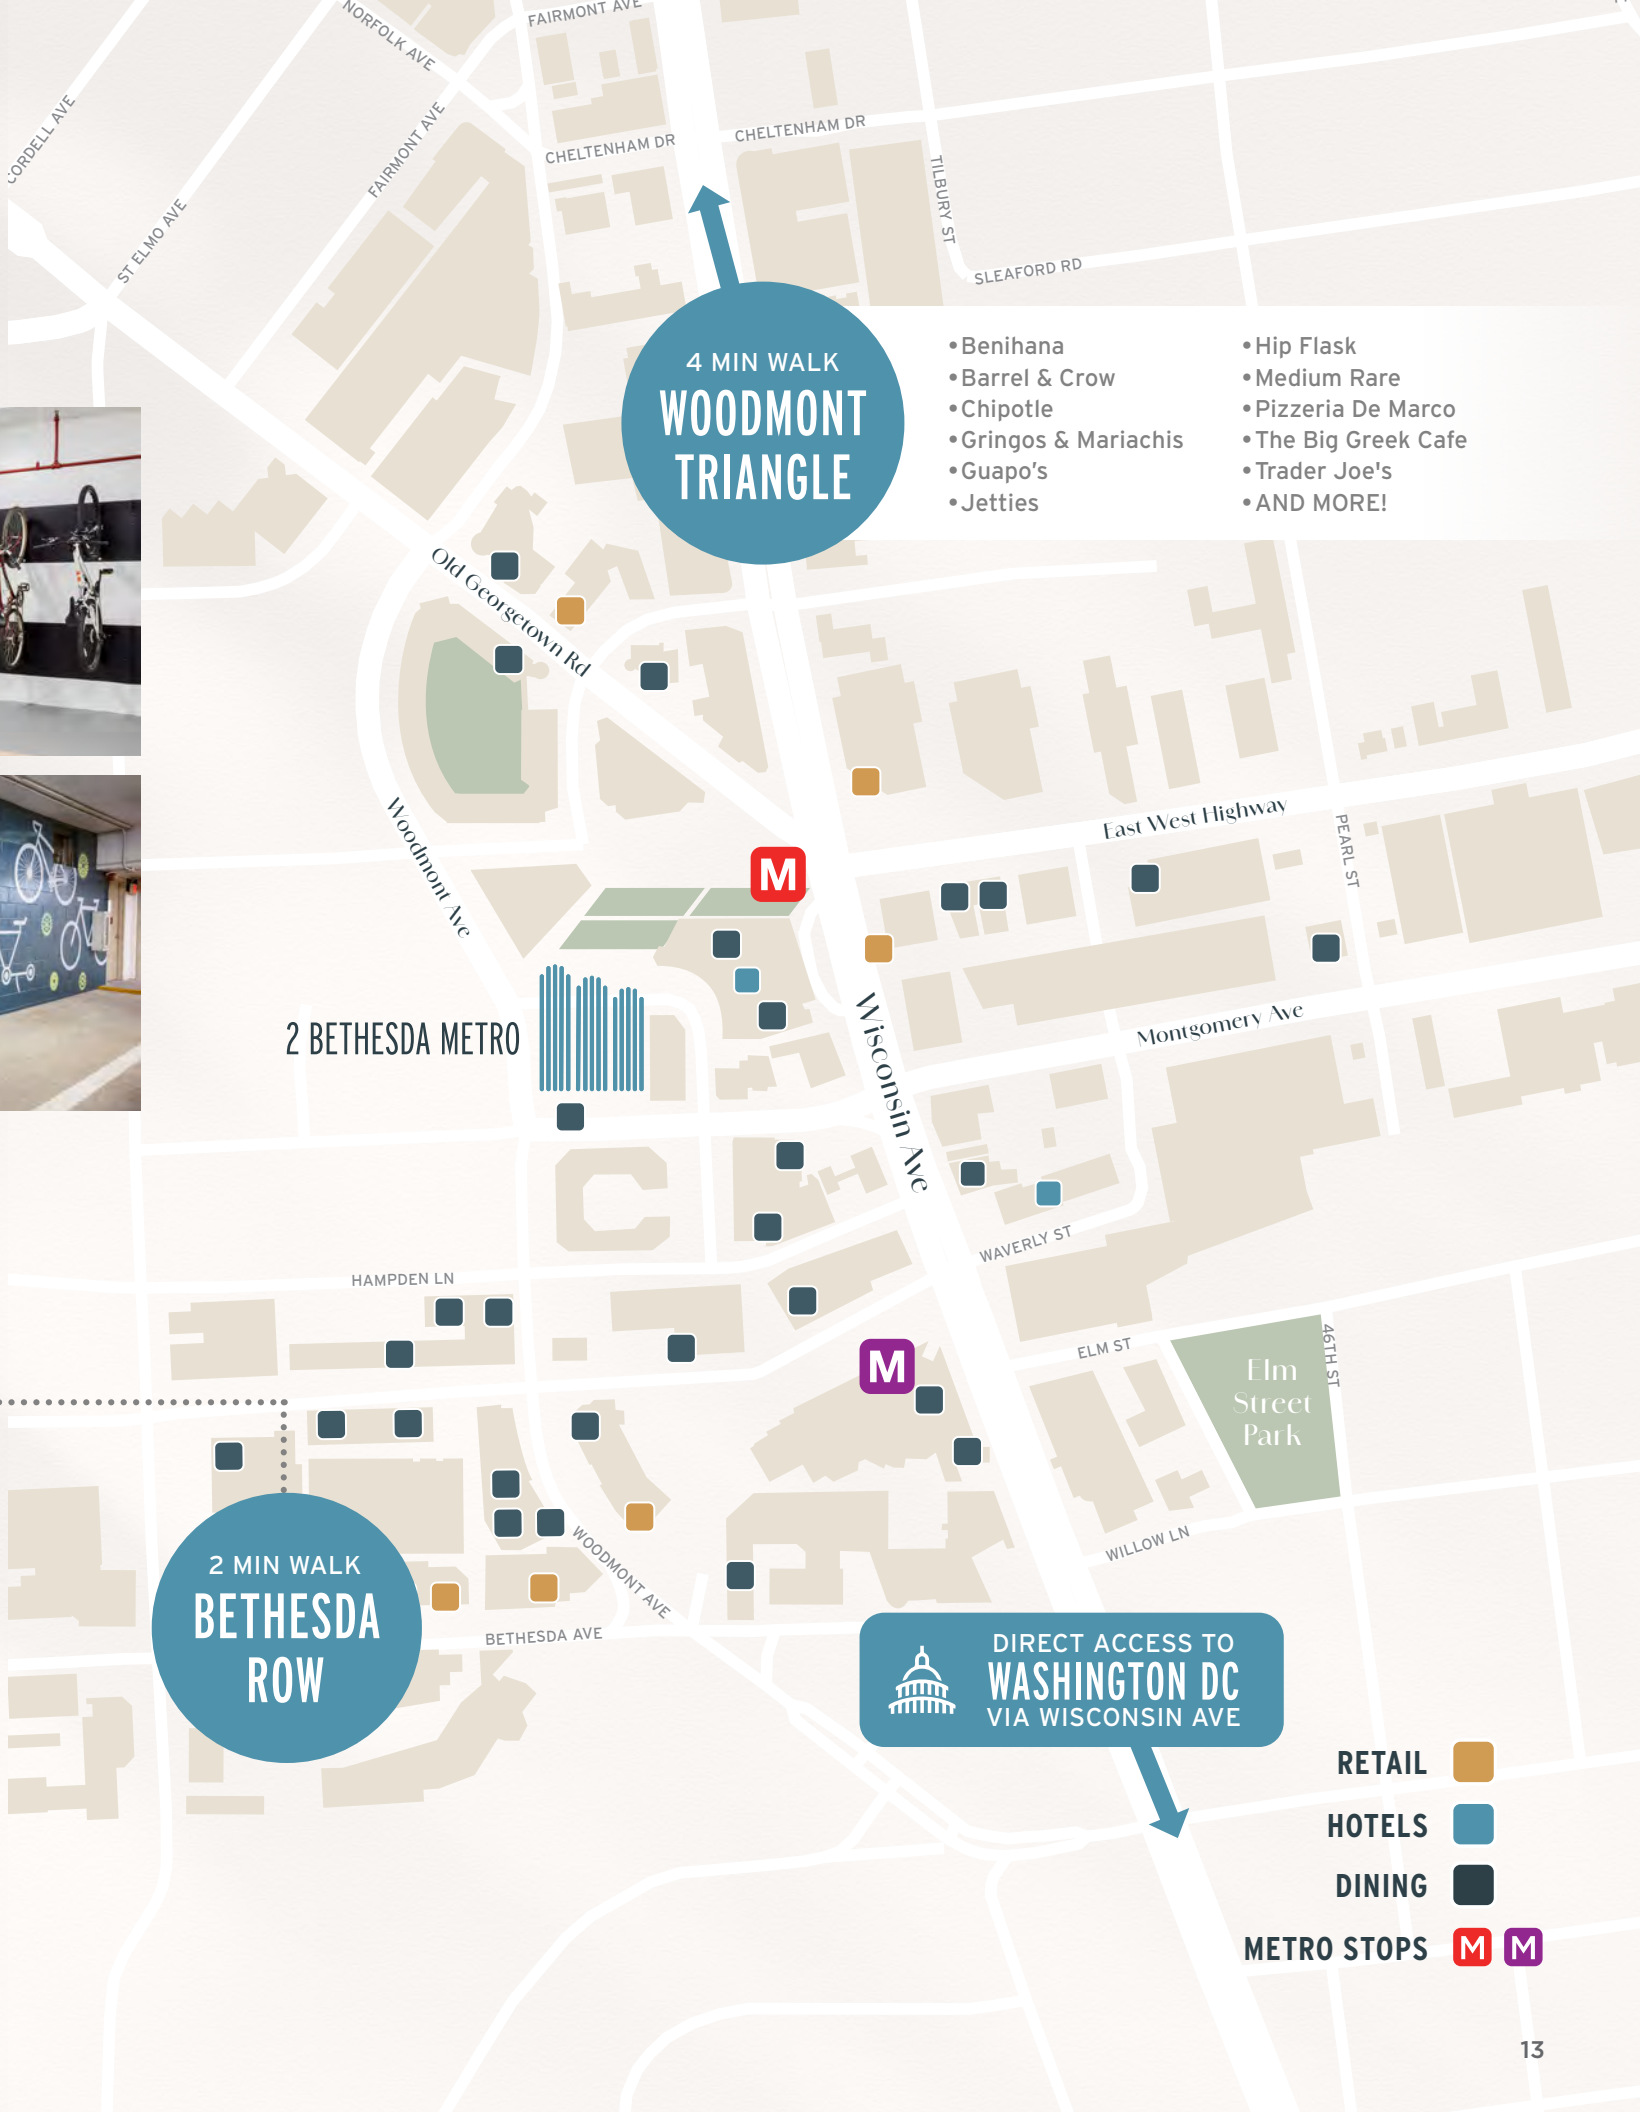 NORFOLK AVE
FAIRMONT AVE
CORDELL AVE
FAIRMONT AVE
ST ELMO AVE
CHELTENHAM DR
CHELTENHAM DR
TILBURY ST
SLEAFORD RD
4 MIN WALK
WOODMONT
TRIANGLE
•Benihana
•Barrel & Crow
•Chipotle
•Gringos & Mariachis
•Guapo’s
•Jetties
•Hip Flask
•Medium Rare
•Pizzeria De Marco
•The Big Greek Cafe
•Trader Joe's
•AND MORE!
Old Georgetown Rd
Woodmont Ave
East West Highway
PEARL ST
M
2 BETHESDA METRO
Wisconsin Ave
Montgomery Ave
WAVERLY ST
HAMPDEN LN
M
ELM ST
46TH ST
Elm
Street
Park
WILLOW LN
WOODMONT AVE
BETHESDA AVE
2 MIN WALK
BETHESDA
ROW
DIRECT ACCESS TO
WASHINGTON DC
VIA WISCONSIN AVE
RETAIL
HOTELS
DINING
METRO STOPS M M
13